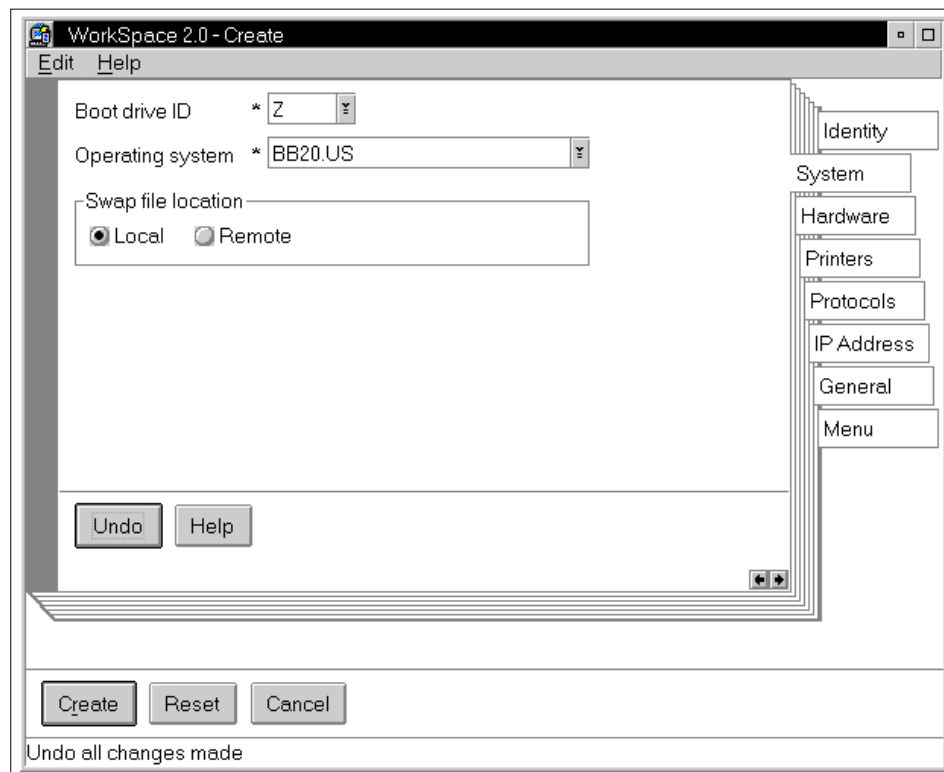 WorkSpace 2.0 - Create
Edit Help
Boot drive ID * Z
Operating system * BB20.US
Swap file location
Local Remote
Identity
System
Hardware
Printers
Protocols
IP Address
General
Menu
Undo Help
Create Reset Cancel
Undo all changes made